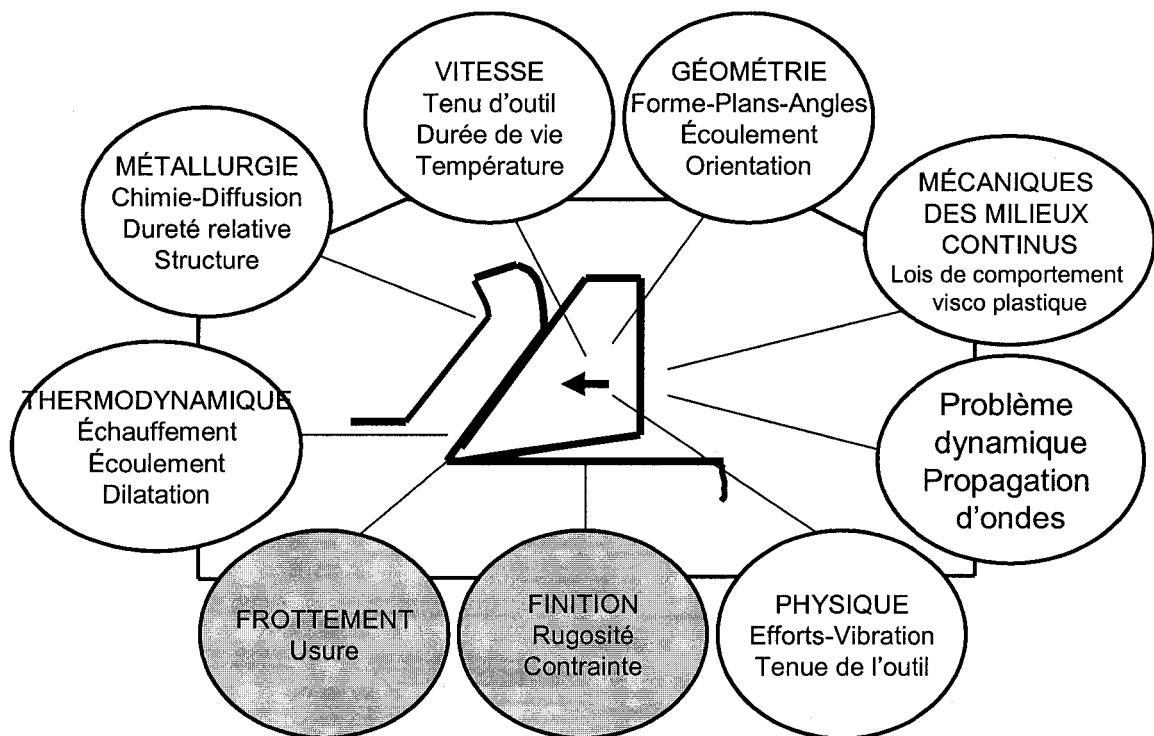 VITESSE
Tenu d'outil
Durée de vie
Température
GÉOMÉTRIE
Forme-Plans-Angles
Écoulement
Orientation
MÉTALLURGIE
Chimie-Diffusion
Dureté relative
Structure
MÉCANIQUES
DES MILIEUX
CONTINUS
Lois de comportement
visco plastique
THERMODYNAMIQUE
Échauffement
Écoulement
Dilatation
Problème
dynamique
Propagation
d'ondes
FROTTEMENT
Usure
FINITION
Rugosité
Contrainte
PHYSIQUE
Efforts-Vibration
Tenue de l'outil